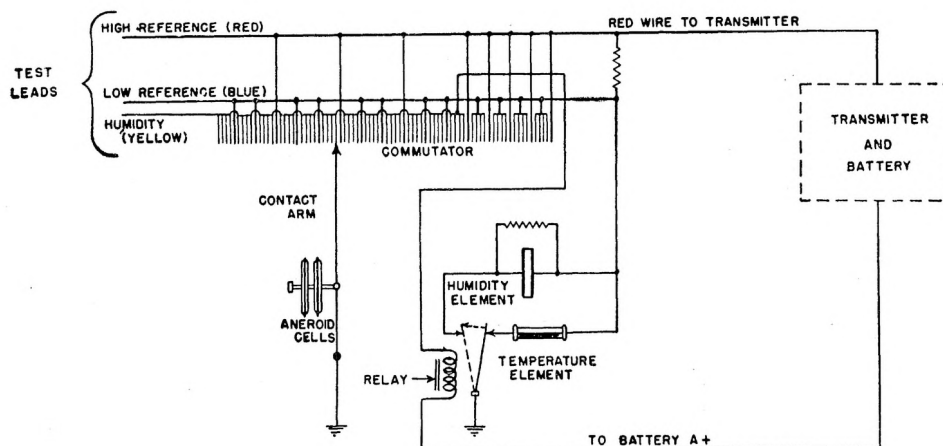 HIGH REFERENCE (RED)
RED WIRE TO TRANSMITTER
TEST
LEADS
LOW REFERENCE (BLUE)
HUMIDITY
(YELLOW)
COMMUTATOR
TRANSMITTER
AND
BATTERY
CONTACT
ARM
HUMIDITY
ELEMENT
ANEROID
CELLS
TEMPERATURE
ELEMENT
RELAY
TO BATTERY A+